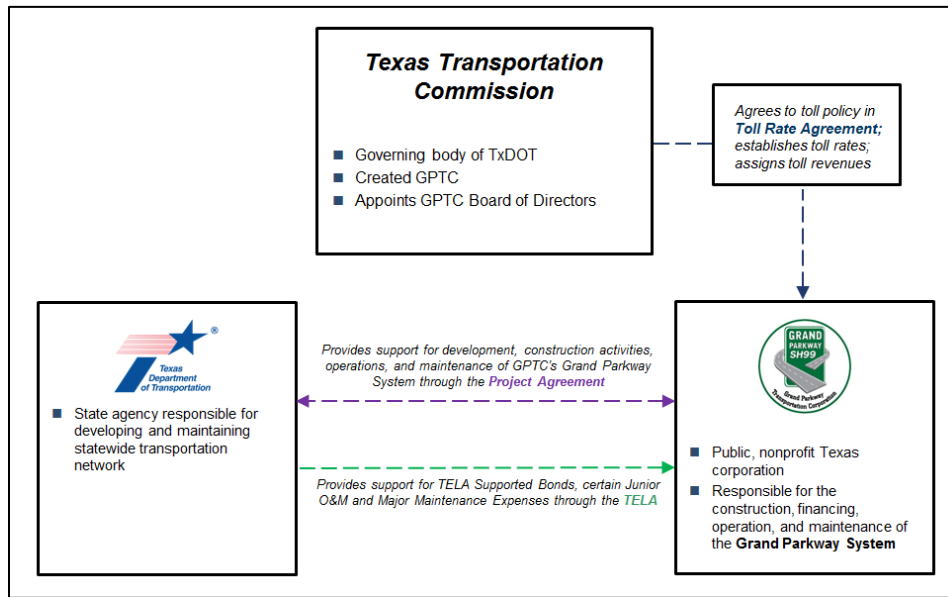 Texas Transportation
Commission
■ Governing body of TxDOT
■ Created GPTC
■ Appoints GPTC Board of Directors
Agrees to toll policy in
Toll Rate Agreement;
establishes toll rates;
assigns toll revenues
®
Texas
Department
of Transportation
■ State agency responsible for
developing and maintaining
statewide transportation
network
Provides support for development, construction activities,
operations, and maintenance of GPTC's Grand Parkway
System through the Project Agreement
Provides support for TELA Supported Bonds, certain Junior
O&M and Major Maintenance Expenses through the TELA
GRAND
PARKWAY
SH99
Grand Parkway
Transportation Corporation
■ Public, nonprofit Texas
corporation
■ Responsible for the
construction, financing,
operation, and maintenance of
the Grand Parkway System